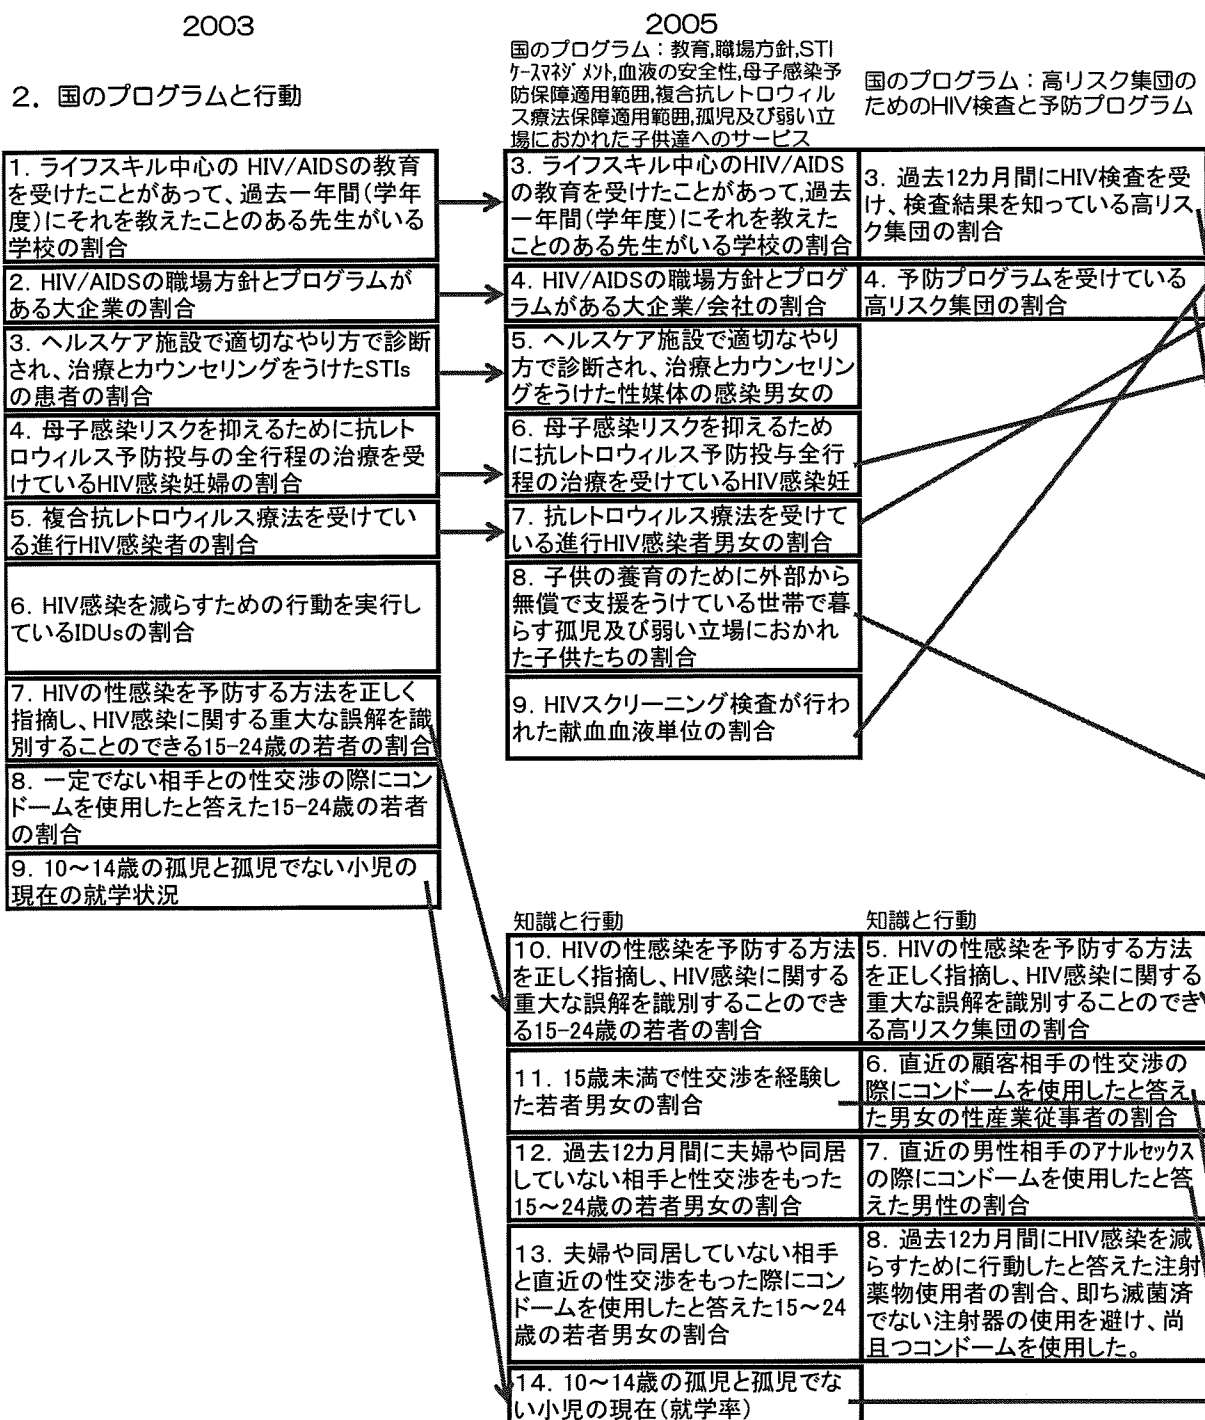 2003
2. 国のプログラムと行動
1. ライフスキル中心の HIV/AIDSの教育
を受けたことがあって、過去一年間(学年
度)にそれを教えたことのある先生がいる
学校の割合
2. HIV/AIDSの職場方針とプログラムが
ある大企業の割合
3. ヘルスケア施設で適切なやり方で診断
され、治療とカウンセリングをうけたSTIs
の患者の割合
4. 母子感染リスクを抑えるために抗レト
ロウィルス予防投与の全行程の治療を受
けているHIV感染妊婦の割合
5. 複合抗レトロウィルス療法を受けてい
る進行HIV感染者の割合
6. HIV感染を減らすための行動を実行し
ているIDUsの割合
7. HIVの性感染を予防する方法を正しく
指摘し、HIV感染に関する重大な誤解を識
別することのできる15-24歳の若者の割合
8. 一定でない相手との性交渉の際にコン
ドームを使用したと答えた15-24歳の若者
の割合
9. 10～14歳の孤児と孤児でない小児の
現在の就学状況
2005
国のプログラム：教育,職場方針,STI
ｹｰｽﾏﾈｼﾞﾒﾝﾄ,血液の安全性,母子感染予
防保障適用範囲,複合抗レトロウィル
ス療法保障適用範囲,孤児及び弱い立
場におかれた子供達へのサービス
3. ライフスキル中心のHIV/AIDS
の教育を受けたことがあって,過去
一年間(学年度)にそれを教えた
ことのある先生がいる学校の割合
4. HIV/AIDSの職場方針とプログ
ラムがある大企業/会社の割合
5. ヘルスケア施設で適切なやり
方で診断され、治療とカウンセリン
グをうけた性媒体の感染男女の
6. 母子感染リスクを抑えるため
に抗レトロウィルス予防投与全行
程の治療を受けているHIV感染妊
7. 抗レトロウィルス療法を受けて
いる進行HIV感染者男女の割合
8. 子供の養育のために外部から
無償で支援をうけている世帯で暮
らす孤児及び弱い立場におかれ
た子供たちの割合
9. HIVスクリーニング検査が行わ
れた献血血液単位の割合
国のプログラム：高リスク集団の
ためのHIV検査と予防プログラム
3. 過去12カ月間にHIV検査を受
け、検査結果を知っている高リス
ク集団の割合
4. 予防プログラムを受けている
高リスク集団の割合
知識と行動
10. HIVの性感染を予防する方法
を正しく指摘し、HIV感染に関する
重大な誤解を識別することのでき
る15-24歳の若者の割合
11. 15歳未満で性交渉を経験し
た若者男女の割合
12. 過去12カ月間に夫婦や同居
していない相手と性交渉をもった
15～24歳の若者男女の割合
13. 夫婦や同居していない相手
と直近の性交渉をもった際にコン
ドームを使用したと答えた15～24
歳の若者男女の割合
14. 10～14歳の孤児と孤児でな
い小児の現在(就学率)
知識と行動
5. HIVの性感染を予防する方法
を正しく指摘し、HIV感染に関する
重大な誤解を識別することのでき
る高リスク集団の割合
6. 直近の顧客相手の性交渉の
際にコンドームを使用したと答え
た男女の性産業従事者の割合
7. 直近の男性相手のｱﾅﾙｾｯｸｽ
の際にコンドームを使用したと答
えた男性の割合
8. 過去12カ月間にHIV感染を減
らすために行動したと答えた注射
薬物使用者の割合、即ち滅菌済
でない注射器の使用を避け、尚
且つコンドームを使用した。